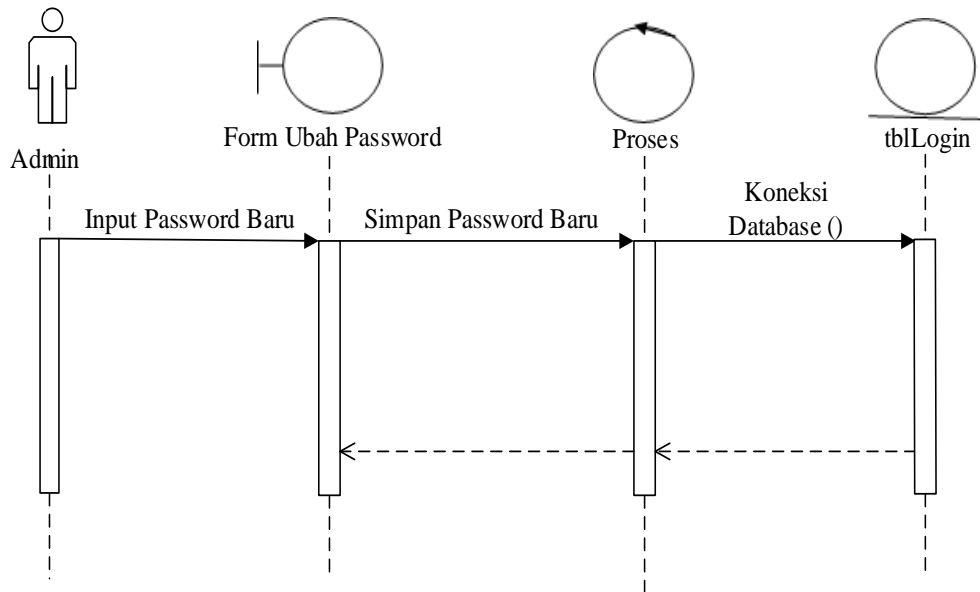 Admin
Form Ubah Password
Proses
tblLogin
Input Password Baru
Simpan Password Baru
Koneksi
Database ()